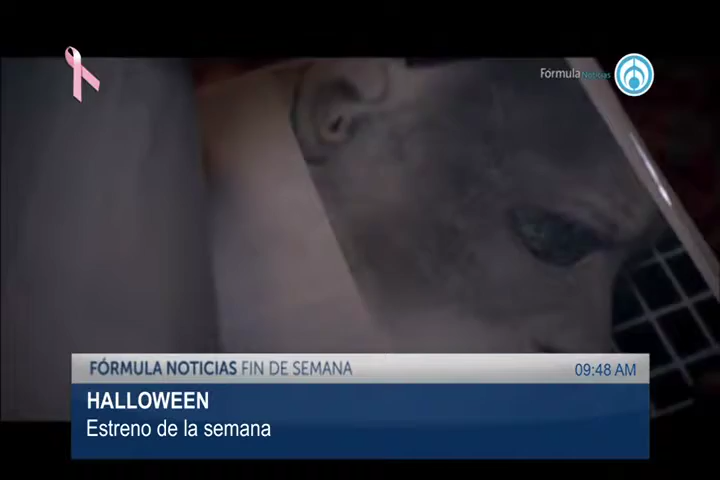 Fórmula Noticias
FÓRMULA NOTICIAS FIN DE SEMANA
09:48 AM
HALLOWEEN
Estreno de la semana